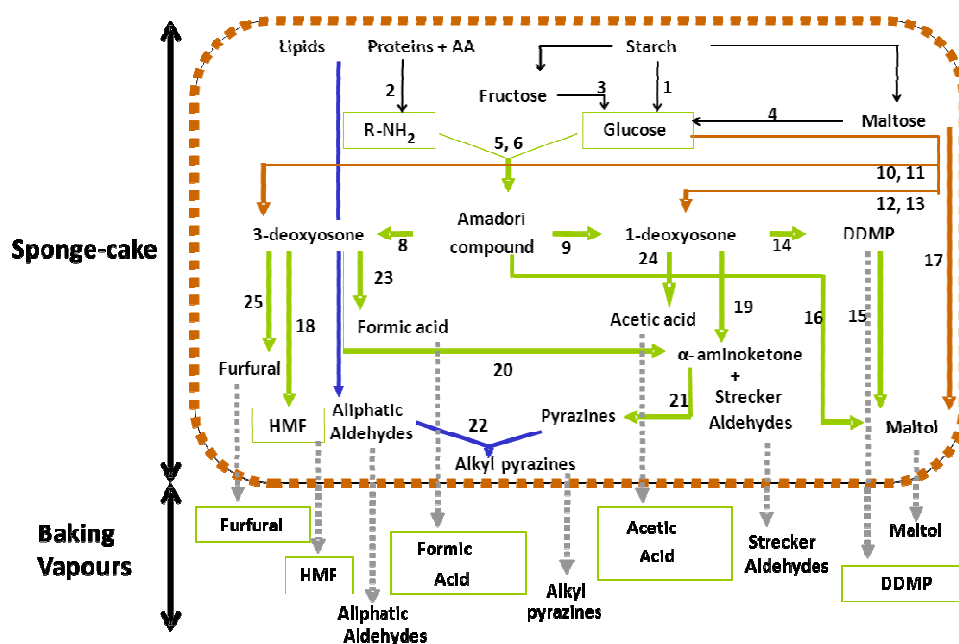 Lipids Proteins + AA Starch
2 3 1
Fructose
4
R-NH2 Glucose Maltose
5, 6
10, 11
12, 13
Amadori
compound
3-deoxyosone 8 9 1-deoxyosone 14 DDMP
Sponge-cake
17
23 24
25 18 19 16 15
Formic acid Acetic acid
20
Furfural α-aminoketone
+
Strecker
Aldehydes
21
HMF Aliphatic
Aldehydes
22 Pyrazines Maltol
Alkyl pyrazines
Baking
Vapours
Furfural
HMF
Aliphatic
Aldehydes
Formic
Acid
Alkyl
pyrazines
Acetic
Acid
Strecker
Aldehydes
DDMP
Maltol